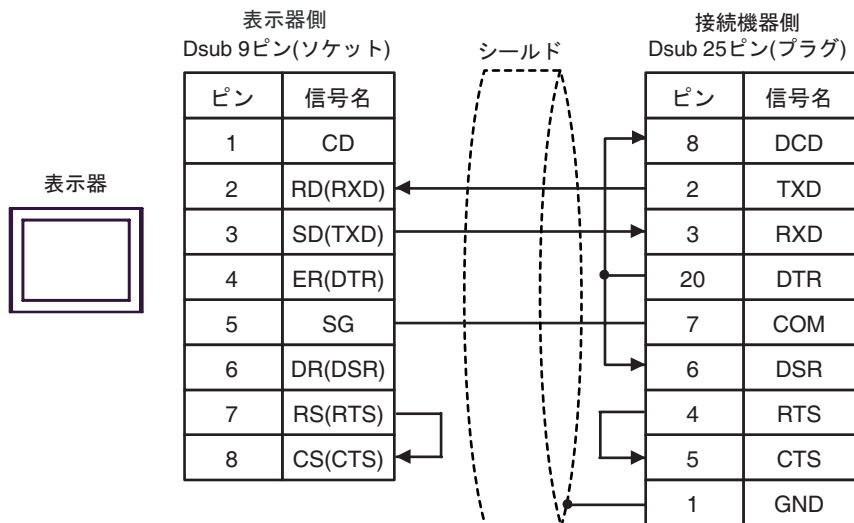 表示器側
Dsub 9ピン(ソケット)
シールド
接続機器側
Dsub 25ピン(プラグ)
表示器
ピン 信号名
1 CD
2 RD(RXD)
3 SD(TXD)
4 ER(DTR)
5 SG
6 DR(DSR)
7 RS(RTS)
8 CS(CTS)
ピン 信号名
8 DCD
2 TXD
3 RXD
20 DTR
7 COM
6 DSR
4 RTS
5 CTS
1 GND